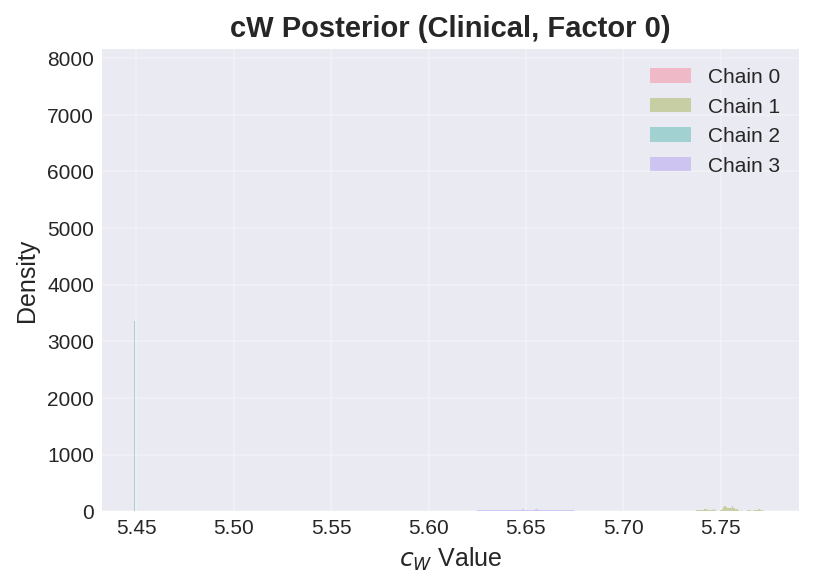 cW Posterior (Clinical, Factor 0)
8000
7000
6000
5000
4000
3000
2000
1000
0
Density
Chain 0
Chain 1
Chain 2
Chain 3
5.45 5.50 5.55 5.60 5.65 5.70 5.75
c_W Value